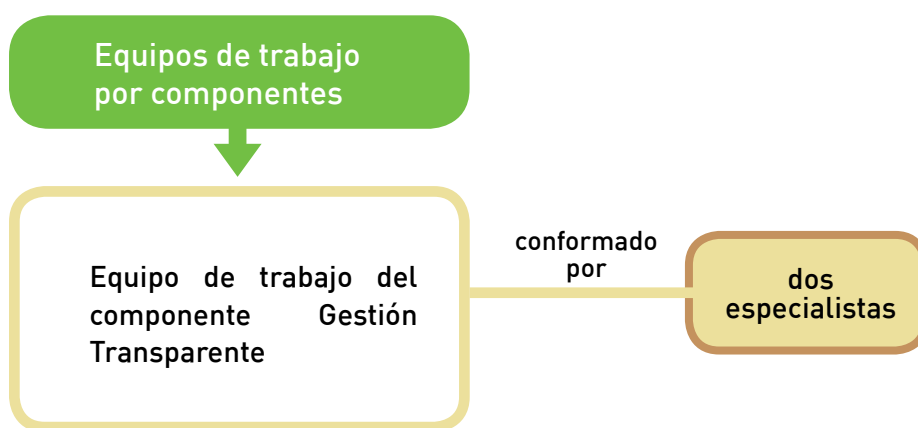 Equipos de trabajo
por componentes
Equipo de trabajo del
componente Gestión
Transparente
conformado
por
dos
especialistas